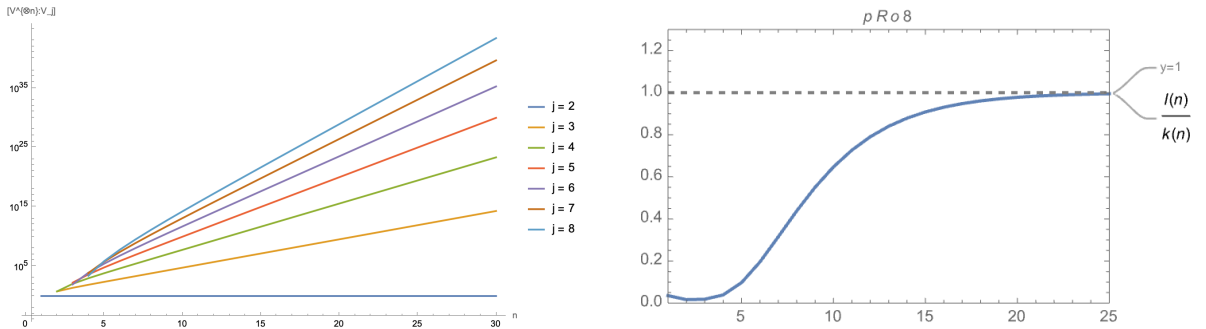 [V^{⊗n}:V_j]
10^35
10^25
10^15
10^5
0 5 10 15 20 25 30 n
j = 2
j = 3
j = 4
j = 5
j = 6
j = 7
j = 8
p R o 8
1.2
1.0
0.8
0.6
0.4
0.2
0.0
5 10 15 20 25
y=1
l(n)
k(n)